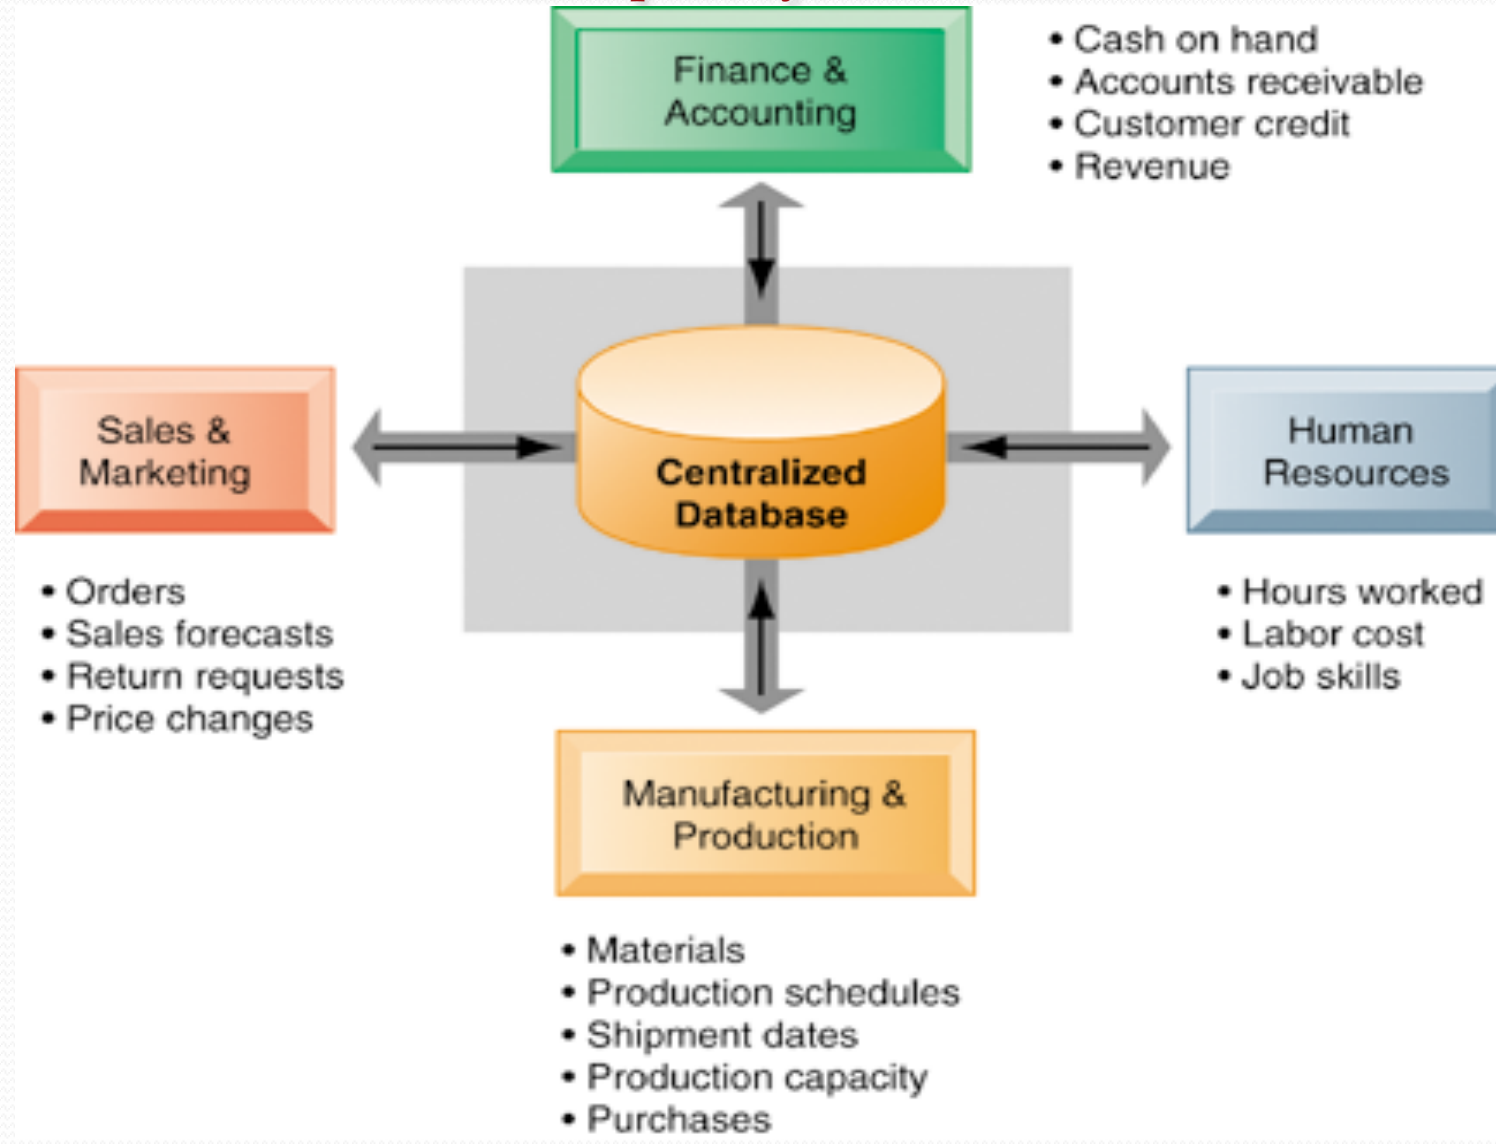 Finance &
Accounting
• Cash on hand
• Accounts receivable
• Customer credit
• Revenue
Sales &
Marketing
• Orders
• Sales forecasts
• Return requests
• Price changes
Centralized
Database
Human
Resources
• Hours worked
• Labor cost
• Job skills
Manufacturing &
Production
• Materials
• Production schedules
• Shipment dates
• Production capacity
• Purchases